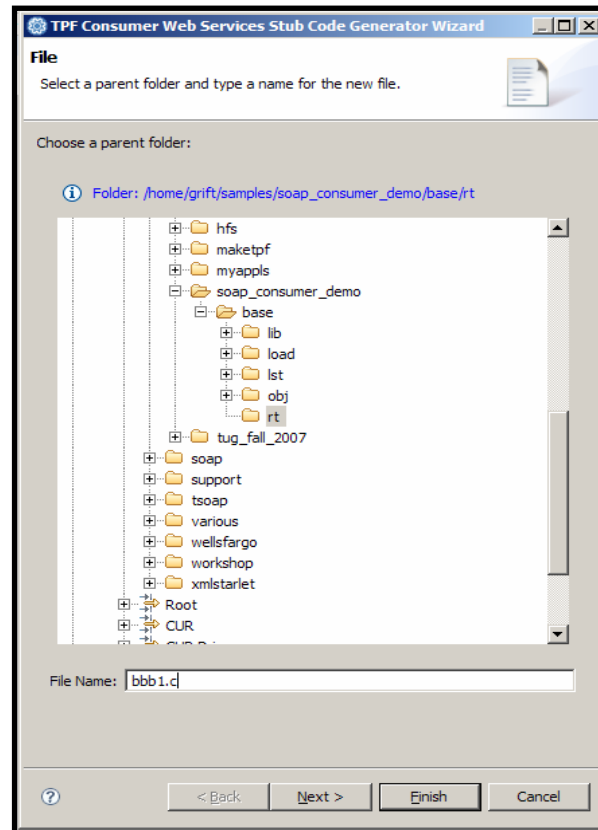 TPF Consumer Web Services Stub Code Generator Wizard
File
Select a parent folder and type a name for the new file.
Choose a parent folder:
Folder: /home/grift/samples/soap_consumer_demo/base/rt
hfs
maketpf
myappls
soap_consumer_demo
base
lib
load
lst
obj
rt
tug_fall_2007
soap
support
tsoap
various
wellsfargo
workshop
xmlstarlet
Root
CUR
File Name: bbb1.c
< Back Next > Finish Cancel